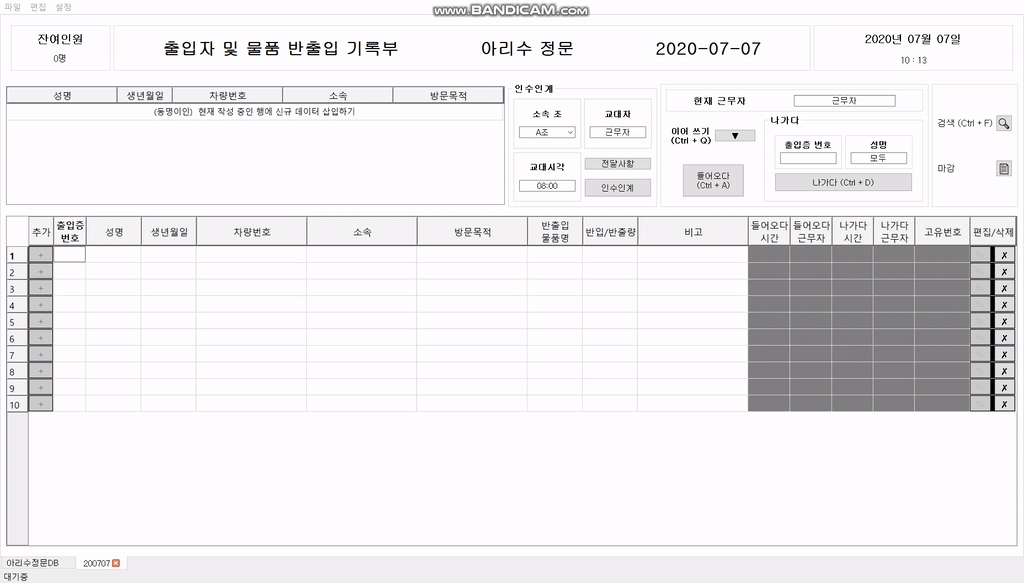 파일 편집 설정
www.BANDICAM.com
잔여인원
0명
출입자 및 물품 반출입 기록부 아리수 정문 2020-07-07
2020년 07월 07일
10 : 13
성명 생년월일 차량번호 소속 방문목적
(동명이인) 현재 작성 중인 행에 신규 데이터 삽입하기
인수인계
소속 조
A조
교대자
근무자
교대시각
08:00
전달사항
인수인계
현재 근무자 근무자
이어 쓰기
(Ctrl + Q)
▼
들어오다
(Ctrl + A)
나가다
출입증 번호
성명
모두
나가다 (Ctrl + D)
검색 (Ctrl + F)
마감
추가 출입증 번호 성명 생년월일 차량번호 소속 방문목적 반출입 물품명 반입/반출량 비고 들어오다 시간 들어오다 근무자 나가다 시간 나가다 근무자 고유번호 편집/삭제
1 + ✗
2 + ✗
3 + ✗
4 + ✗
5 + ✗
6 + ✗
7 + ✗
8 + ✗
9 + ✗
10 + ✗
아리수정문DB 200707
대기중